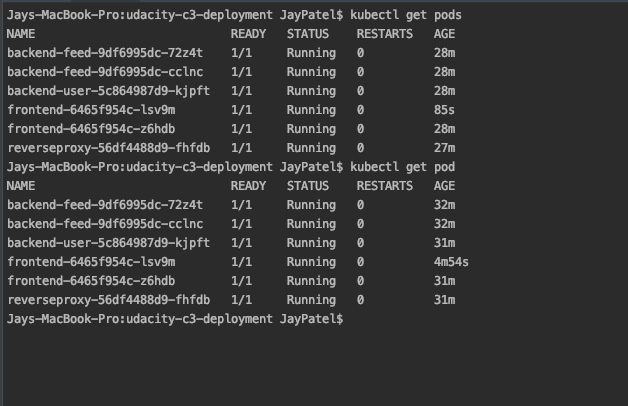 Jays-MacBook-Pro:udacity-c3-deployment JayPatel$ kubectl get pods
NAME READY STATUS RESTARTS AGE
backend-feed-9df6995dc-72z4t 1/1 Running 0 28m
backend-feed-9df6995dc-cclnc 1/1 Running 0 28m
backend-user-5c864987d9-kjpft 1/1 Running 0 28m
frontend-6465f954c-lsv9m 1/1 Running 0 85s
frontend-6465f954c-z6hdb 1/1 Running 0 28m
reverseproxy-56df4488d9-fhfdb 1/1 Running 0 27m
Jays-MacBook-Pro:udacity-c3-deployment JayPatel$ kubectl get pod
NAME READY STATUS RESTARTS AGE
backend-feed-9df6995dc-72z4t 1/1 Running 0 32m
backend-feed-9df6995dc-cclnc 1/1 Running 0 32m
backend-user-5c864987d9-kjpft 1/1 Running 0 31m
frontend-6465f954c-lsv9m 1/1 Running 0 4m54s
frontend-6465f954c-z6hdb 1/1 Running 0 31m
reverseproxy-56df4488d9-fhfdb 1/1 Running 0 31m
Jays-MacBook-Pro:udacity-c3-deployment JayPatel$